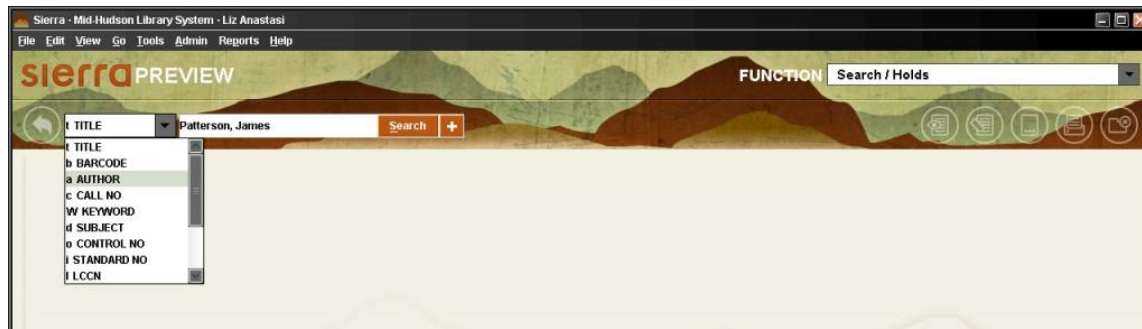 Sierra · Mid-Hudson Library System · Liz Anastasi
File Edit View Go Tools Admin Reports Help
sierra PREVIEW
FUNCTION Search / Holds
t TITLE Patterson, James Search +
t TITLE
b BARCODE
a AUTHOR
c CALL NO
W KEYWORD
d SUBJECT
o CONTROL NO
i STANDARD NO
l LCCN